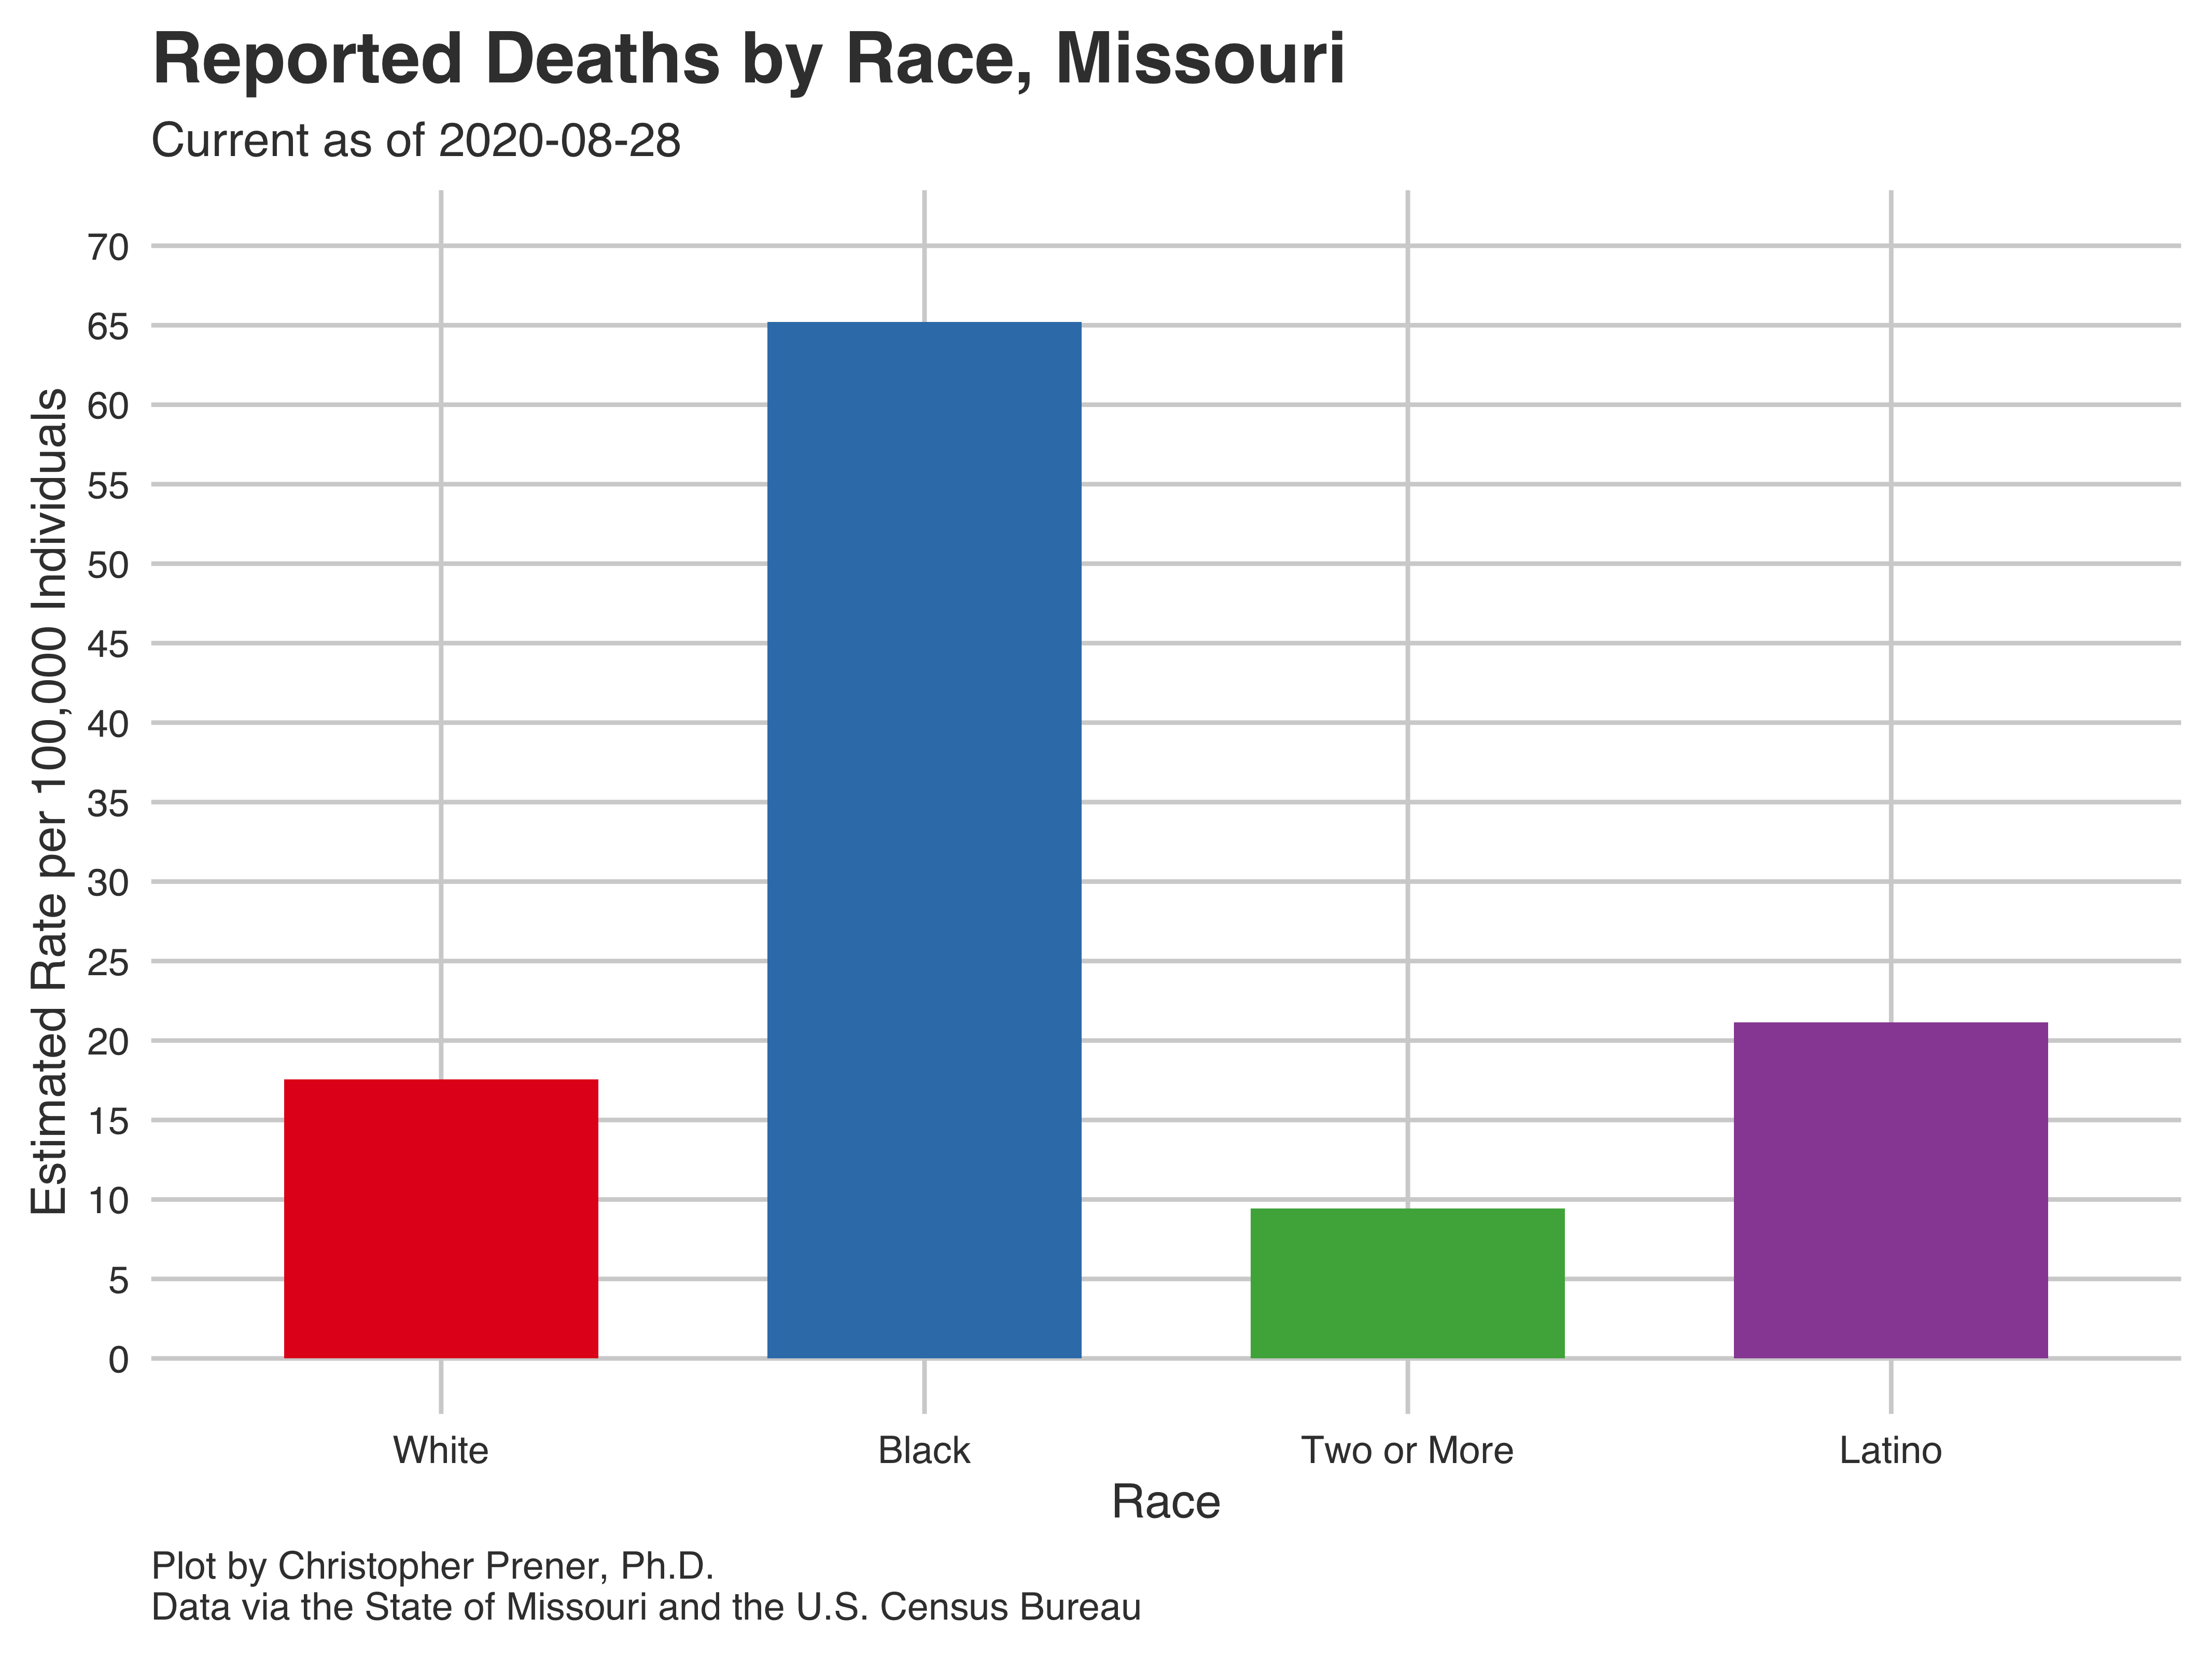 Reported Deaths by Race, Missouri
Current as of 2020-08-28
Estimated Rate per 100,000 Individuals
70
65
60
55
50
45
40
35
30
25
20
15
10
5
0
White Black Two or More Latino
Race
Plot by Christopher Prener, Ph.D.
Data via the State of Missouri and the U.S. Census Bureau